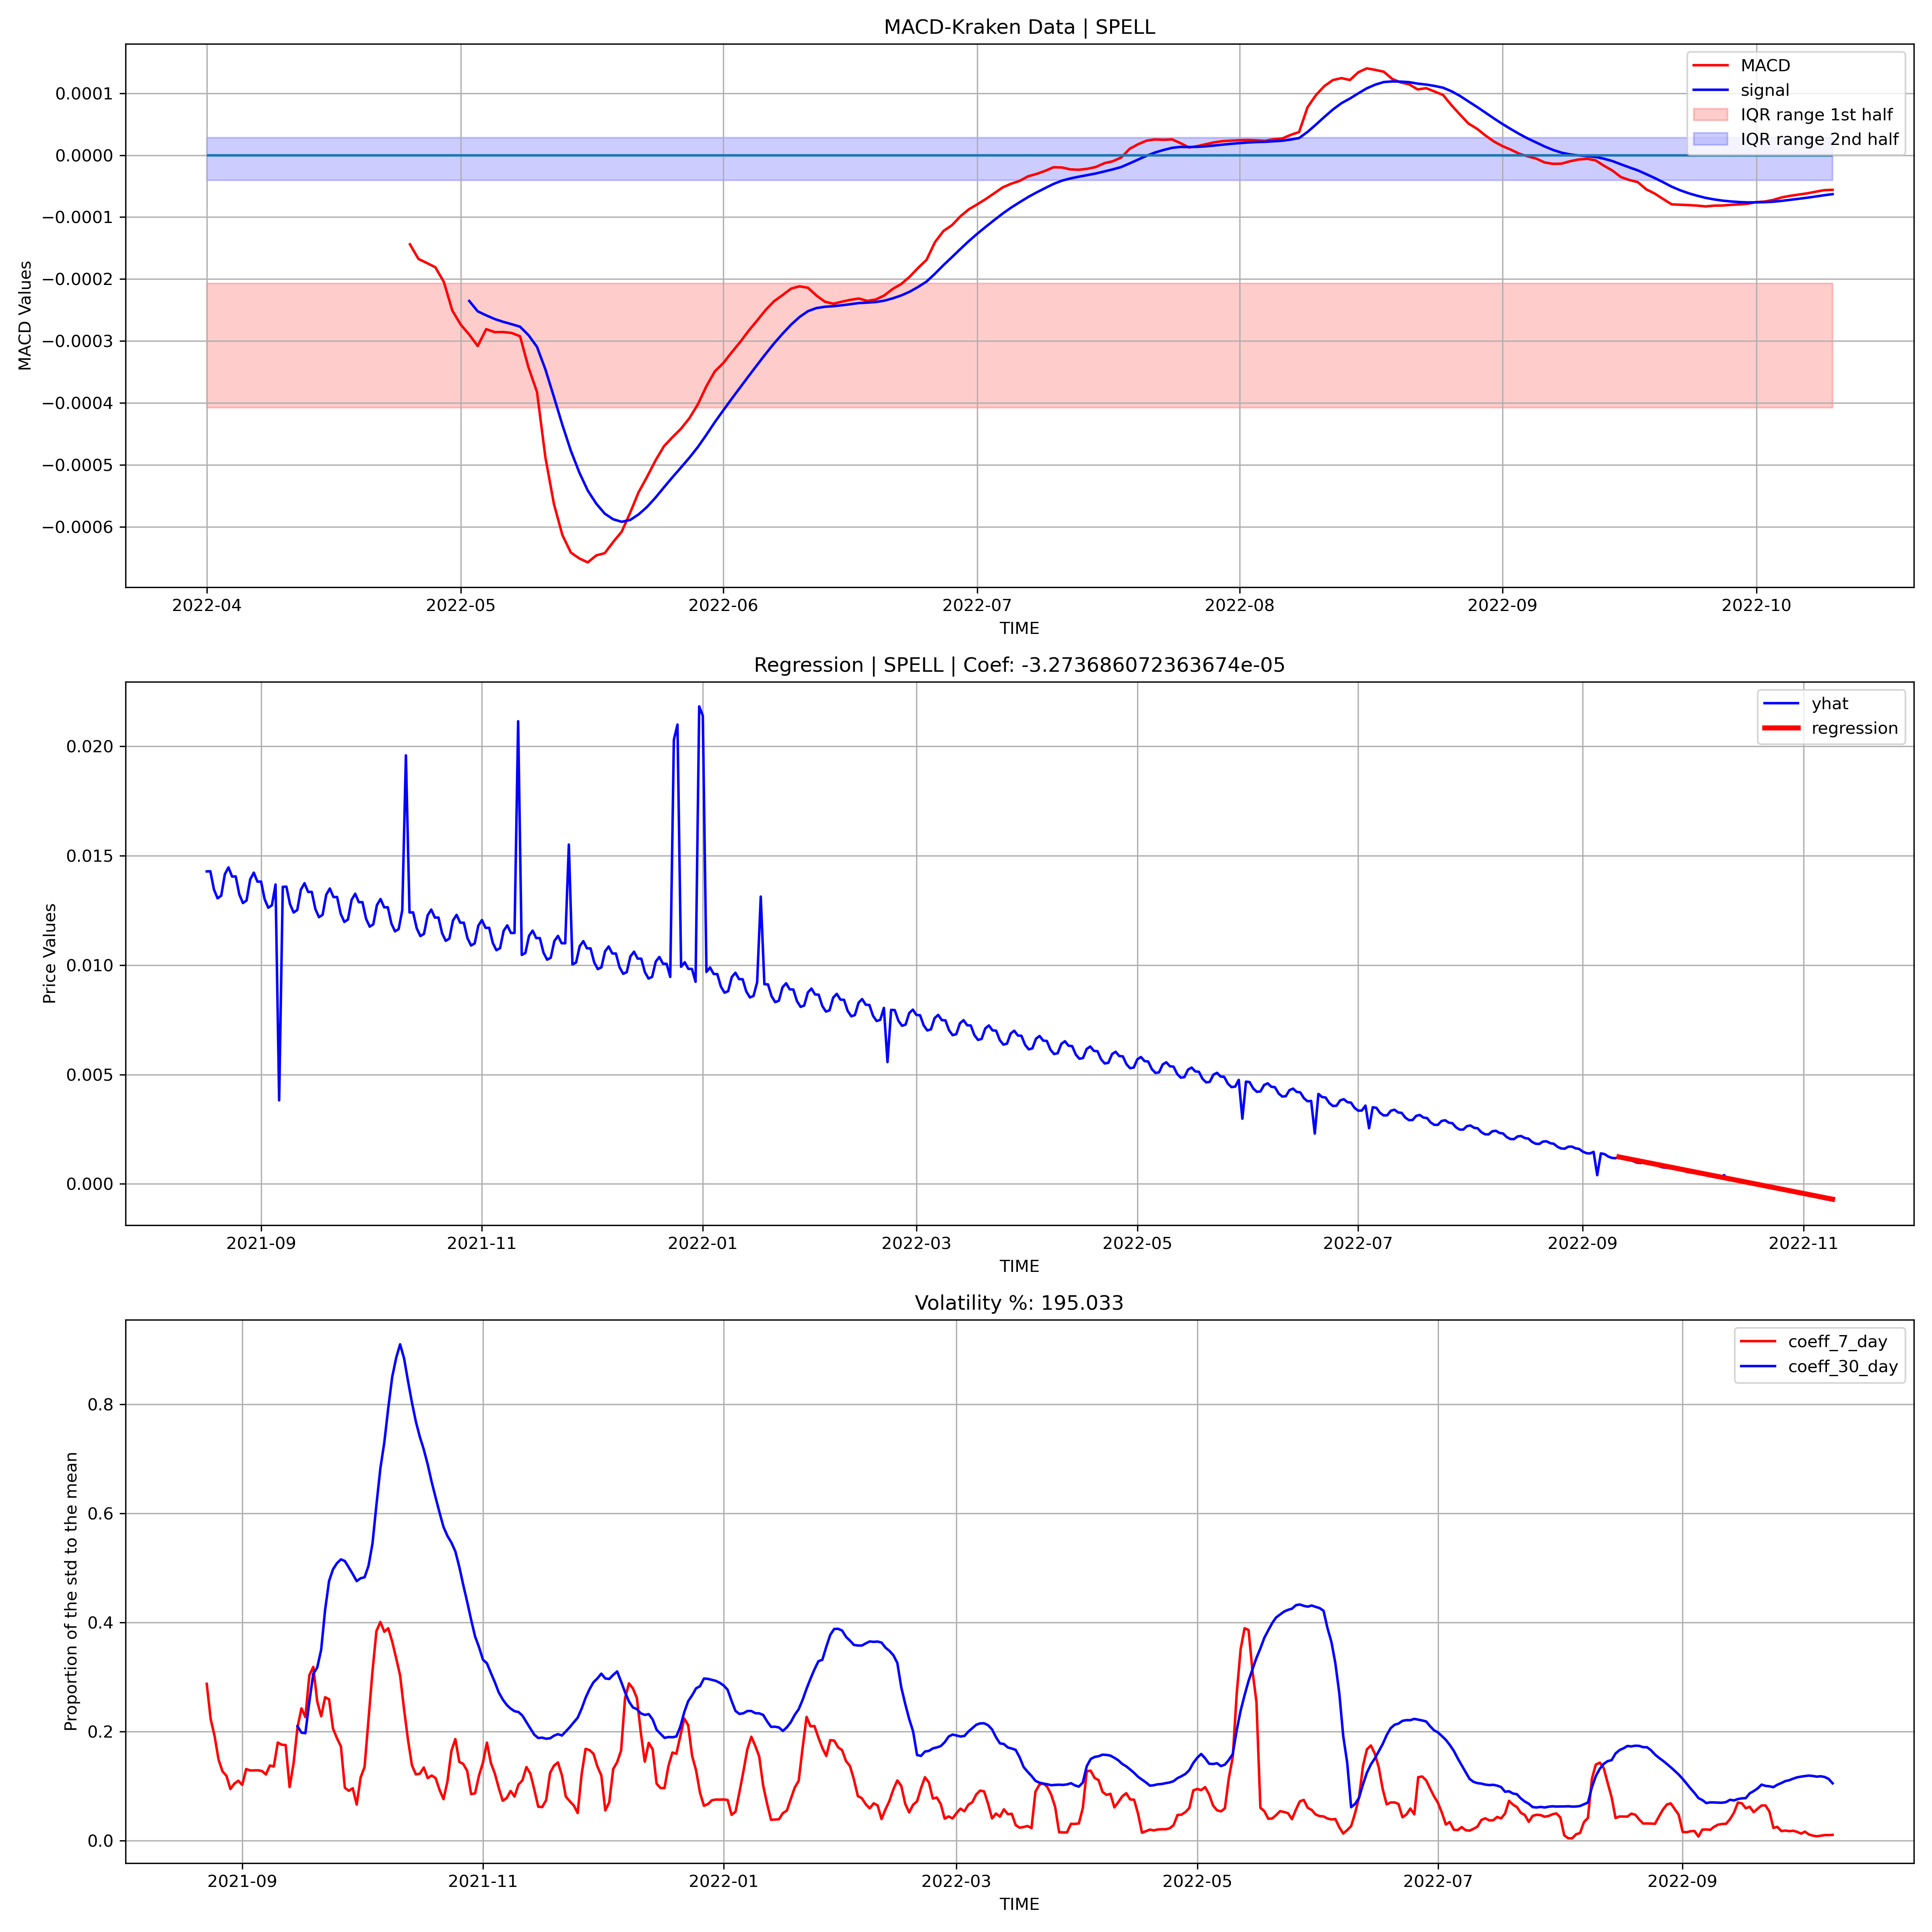 MACD-Kraken Data | SPELL
MACD
signal
IQR range 1st half
IQR range 2nd half
MACD Values
0.0001
0.0000
−0.0001
−0.0002
−0.0003
−0.0004
−0.0005
−0.0006
2022-04 2022-05 2022-06 2022-07 2022-08 2022-09 2022-10
TIME
Regression | SPELL | Coef: -3.273686072363674e-05
yhat
regression
Price Values
0.020
0.015
0.010
0.005
0.000
2021-09 2021-11 2022-01 2022-03 2022-05 2022-07 2022-09 2022-11
TIME
Volatility %: 195.033
coeff_7_day
coeff_30_day
Proportion of the std to the mean
0.8
0.6
0.4
0.2
0.0
2021-09 2021-11 2022-01 2022-03 2022-05 2022-07 2022-09
TIME